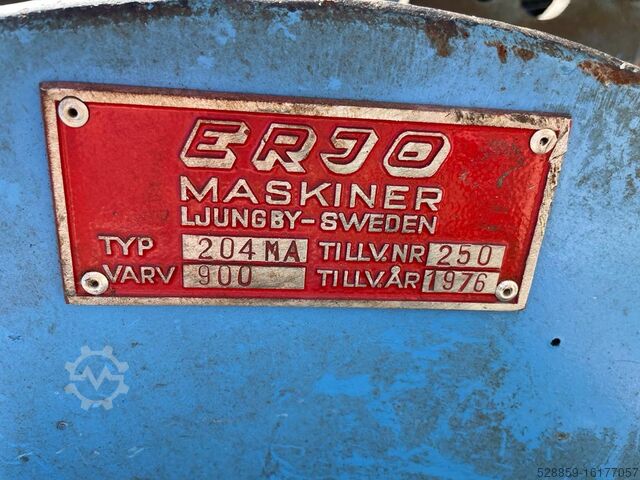 ERJO
MASKINER
LJUNGBY-SWEDEN
TYP 204 MA TILLV.NR 250
VARV 900 TILLV.ÅR 1976
528859-16177057